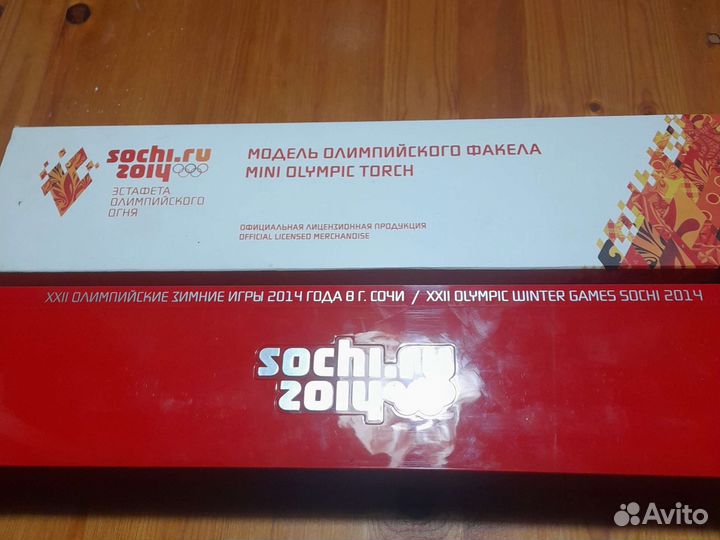 sochi.ru
2014
ЭСТАФЕТА
ОЛИМПИЙСКОГО
ОГНЯ
МОДЕЛЬ ОЛИМПИЙСКОГО ФАКЕЛА
MINI OLYMPIC TORCH
ОФИЦИАЛЬНАЯ ЛИЦЕНЗИОННАЯ ПРОДУКЦИЯ
OFFICIAL LICENSED MERCHANDISE
XXII ОЛИМПИЙСКИЕ ЗИМНИЕ ИГРЫ 2014 ГОДА В Г. СОЧИ / XXII OLYMPIC WINTER GAMES SOCHI 2014
sochi.ru
2014
Avito